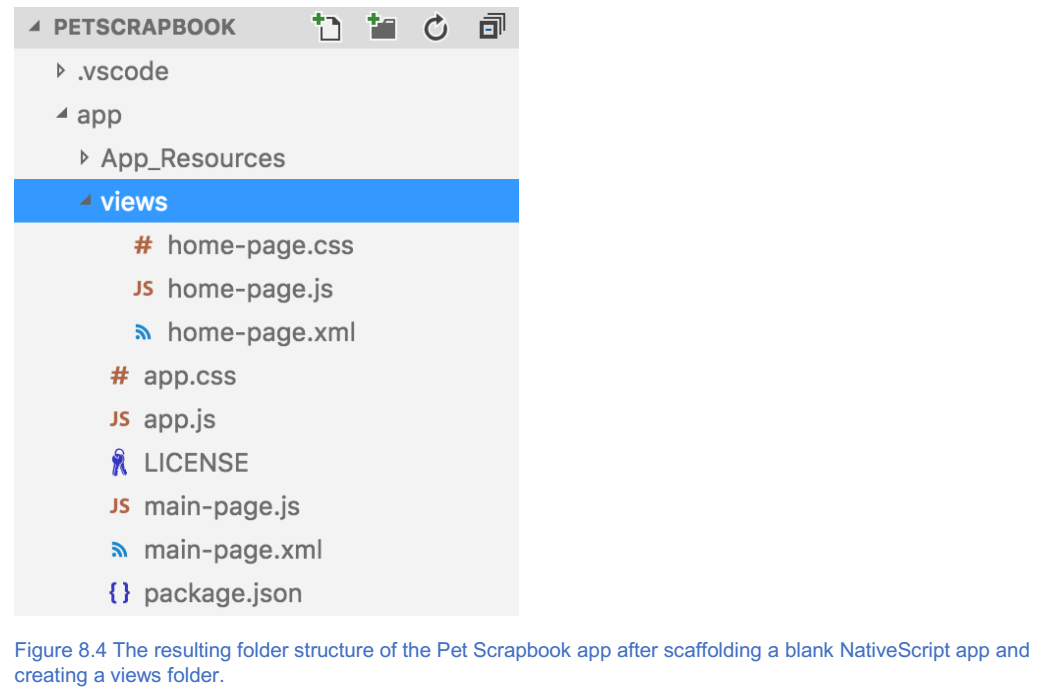 PETSCRAPBOOK
.vscode
app
App_Resources
views
# home-page.css
JS home-page.js
home-page.xml
# app.css
JS app.js
LICENSE
JS main-page.js
main-page.xml
{ } package.json
Figure 8.4 The resulting folder structure of the Pet Scrapbook app after scaffolding a blank NativeScript app and
creating a views folder.